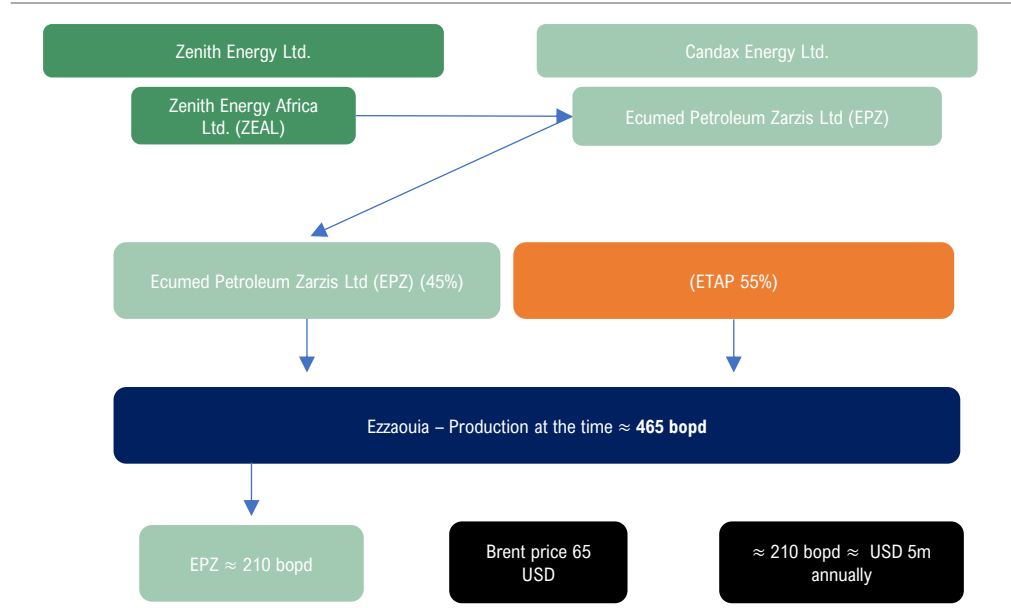 Zenith Energy Ltd.
Candax Energy Ltd.
Zenith Energy Africa
Ltd. (ZEAL)
Ecumed Petroleum Zarzis Ltd (EPZ)
Ecumed Petroleum Zarzis Ltd (EPZ) (45%)
(ETAP 55%)
Ezzaouia – Production at the time ≈ 465 bopd
EPZ ≈ 210 bopd
Brent price 65
USD
≈ 210 bopd ≈ USD 5m
annually